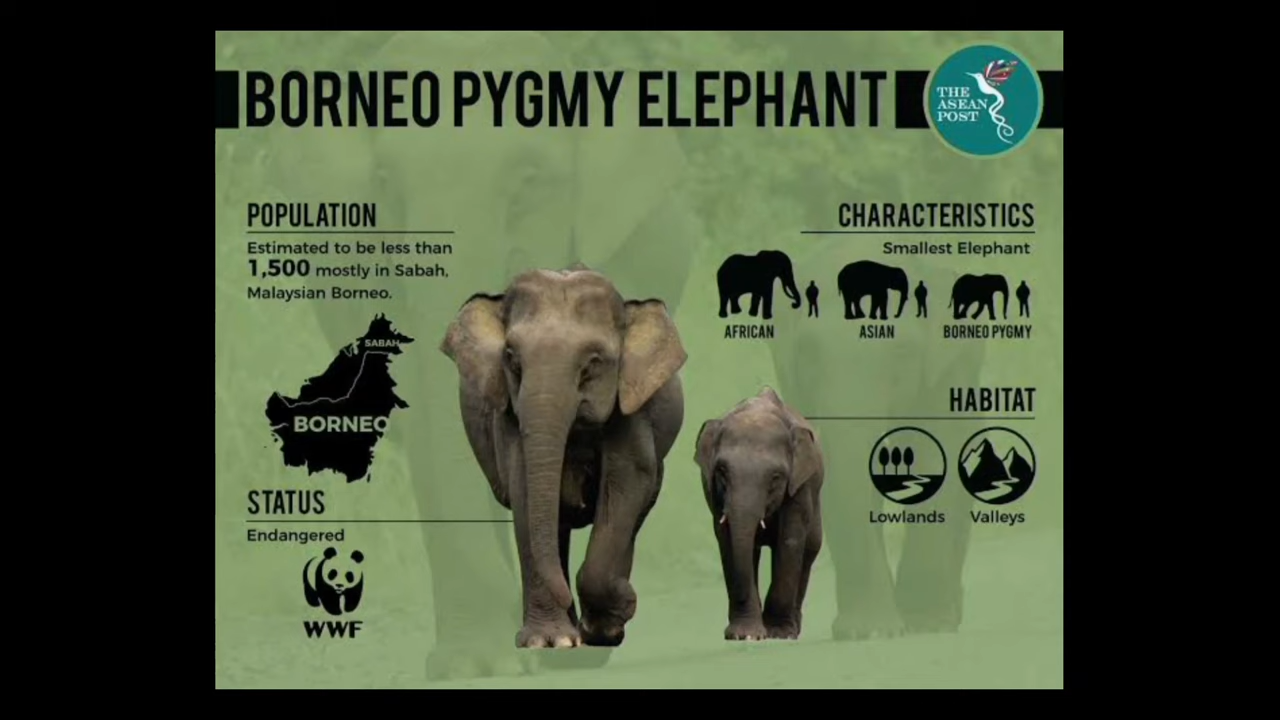 BORNEO PYGMY ELEPHANT
THE
ASEAN
POST
POPULATION
Estimated to be less than
1,500 mostly in Sabah,
Malaysian Borneo.
SABAH
BORNEO
STATUS
Endangered
WWF
CHARACTERISTICS
Smallest Elephant
AFRICAN
ASIAN
BORNEO PYGMY
HABITAT
Lowlands
Valleys